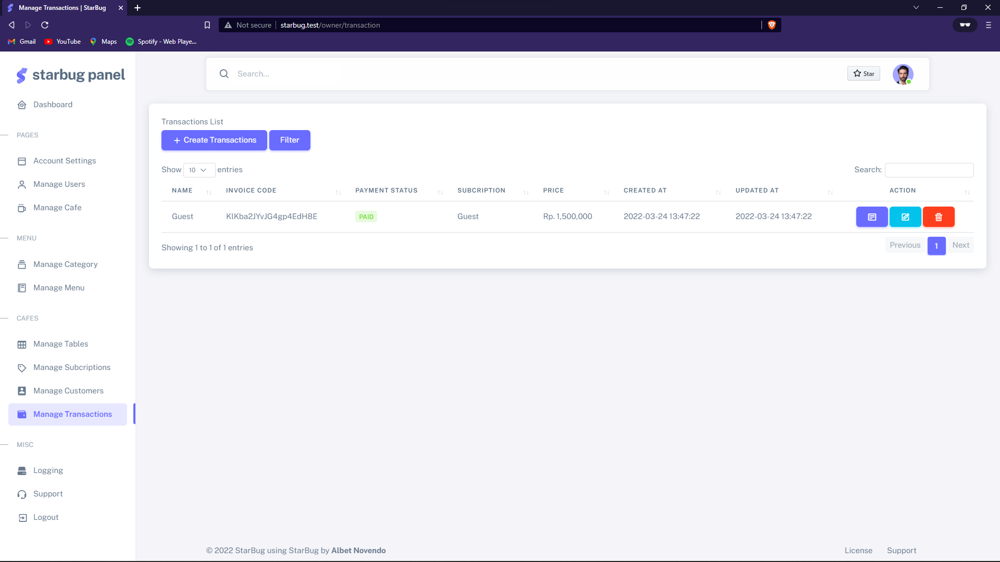 Manage Transactions | StarBug
Not secure
starbug.test/owner/transaction
Gmail
YouTube
Maps
Spotify - Web Playe...
starbug panel
Search...
Star
Dashboard
PAGES
Account Settings
Manage Users
Manage Cafe
MENU
Manage Category
Manage Menu
CAFES
Manage Tables
Manage Subcriptions
Manage Customers
Manage Transactions
MISC
Logging
Support
Logout
Transactions List
+ Create Transactions
Filter
Show 10 entries
Search:
NAME INVOICE CODE PAYMENT STATUS SUBCRIPTION PRICE CREATED AT UPDATED AT ACTION
Guest KlKba2JYvJG4gp4EdH8E PAID Guest Rp. 1,500,000 2022-03-24 13:47:22 2022-03-24 13:47:22
Showing 1 to 1 of 1 entries
Previous 1 Next
© 2022 StarBug using StarBug by Albet Novendo
License
Support